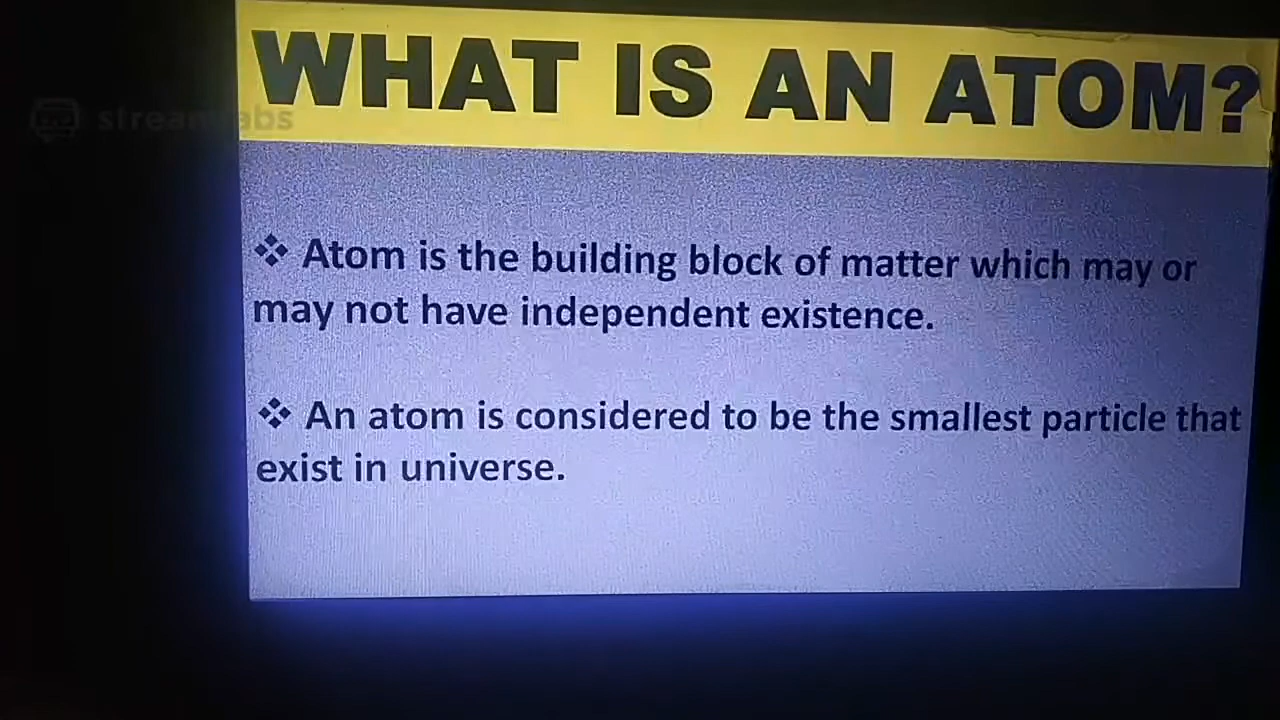 WHAT IS AN ATOM?
streamlabs
❖ Atom is the building block of matter which may or
may not have independent existence.
❖ An atom is considered to be the smallest particle that
exist in universe.